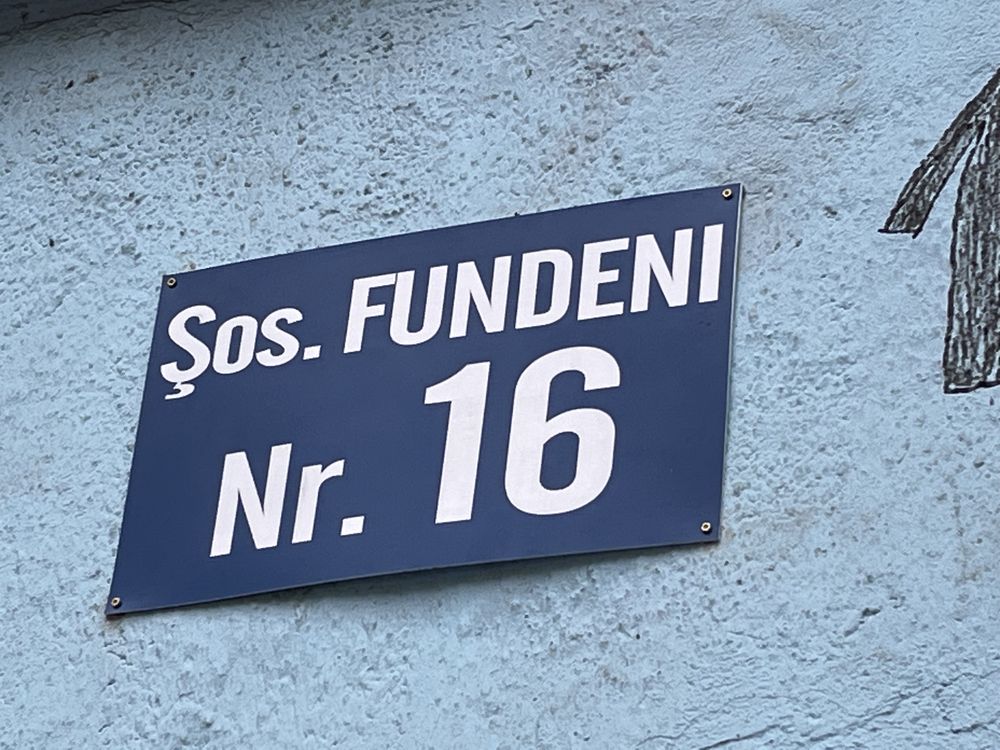 Şos. FUNDENI
Nr. 16